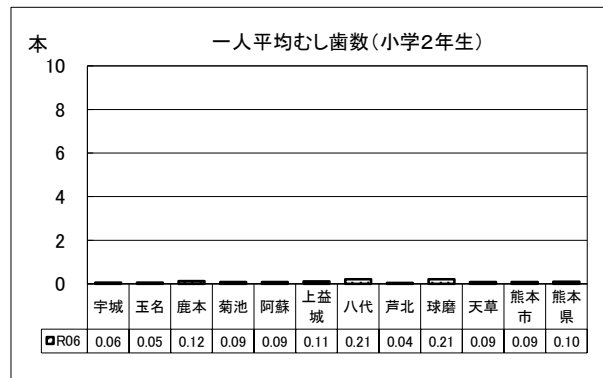 一人平均むし歯数（小学2年生）
本
10
8
6
4
2
0
宇城 玉名 鹿本 菊池 阿蘇 上益城 八代 芦北 球磨 天草 熊本市 熊本県
R06 0.06 0.05 0.12 0.09 0.09 0.11 0.21 0.04 0.21 0.09 0.09 0.10